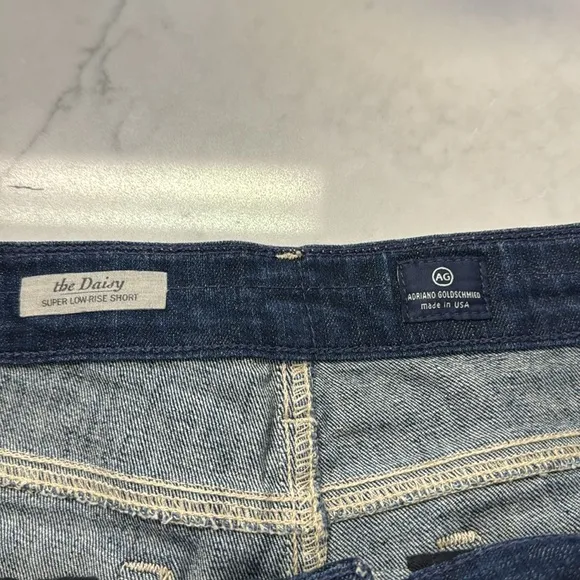 the Daisy
SUPER LOW-RISE SHORT
AG
ADRIANO GOLDSCHMIED
made in USA